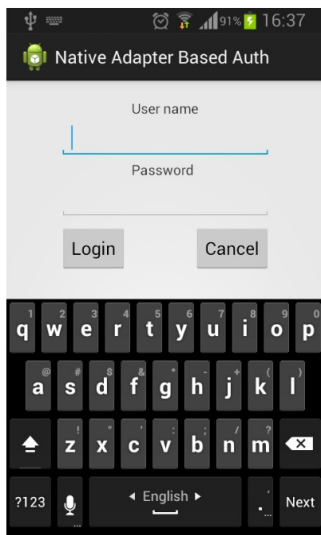 91% 16:37
Native Adapter Based Auth
User name
Password
Login Cancel
1 2 3 4 5 6 7 8 9 0
q w e r t y u i o p
@ # $ & * - + ( )
a s d f g h j k l
z x c v b n m
?123 English . Next